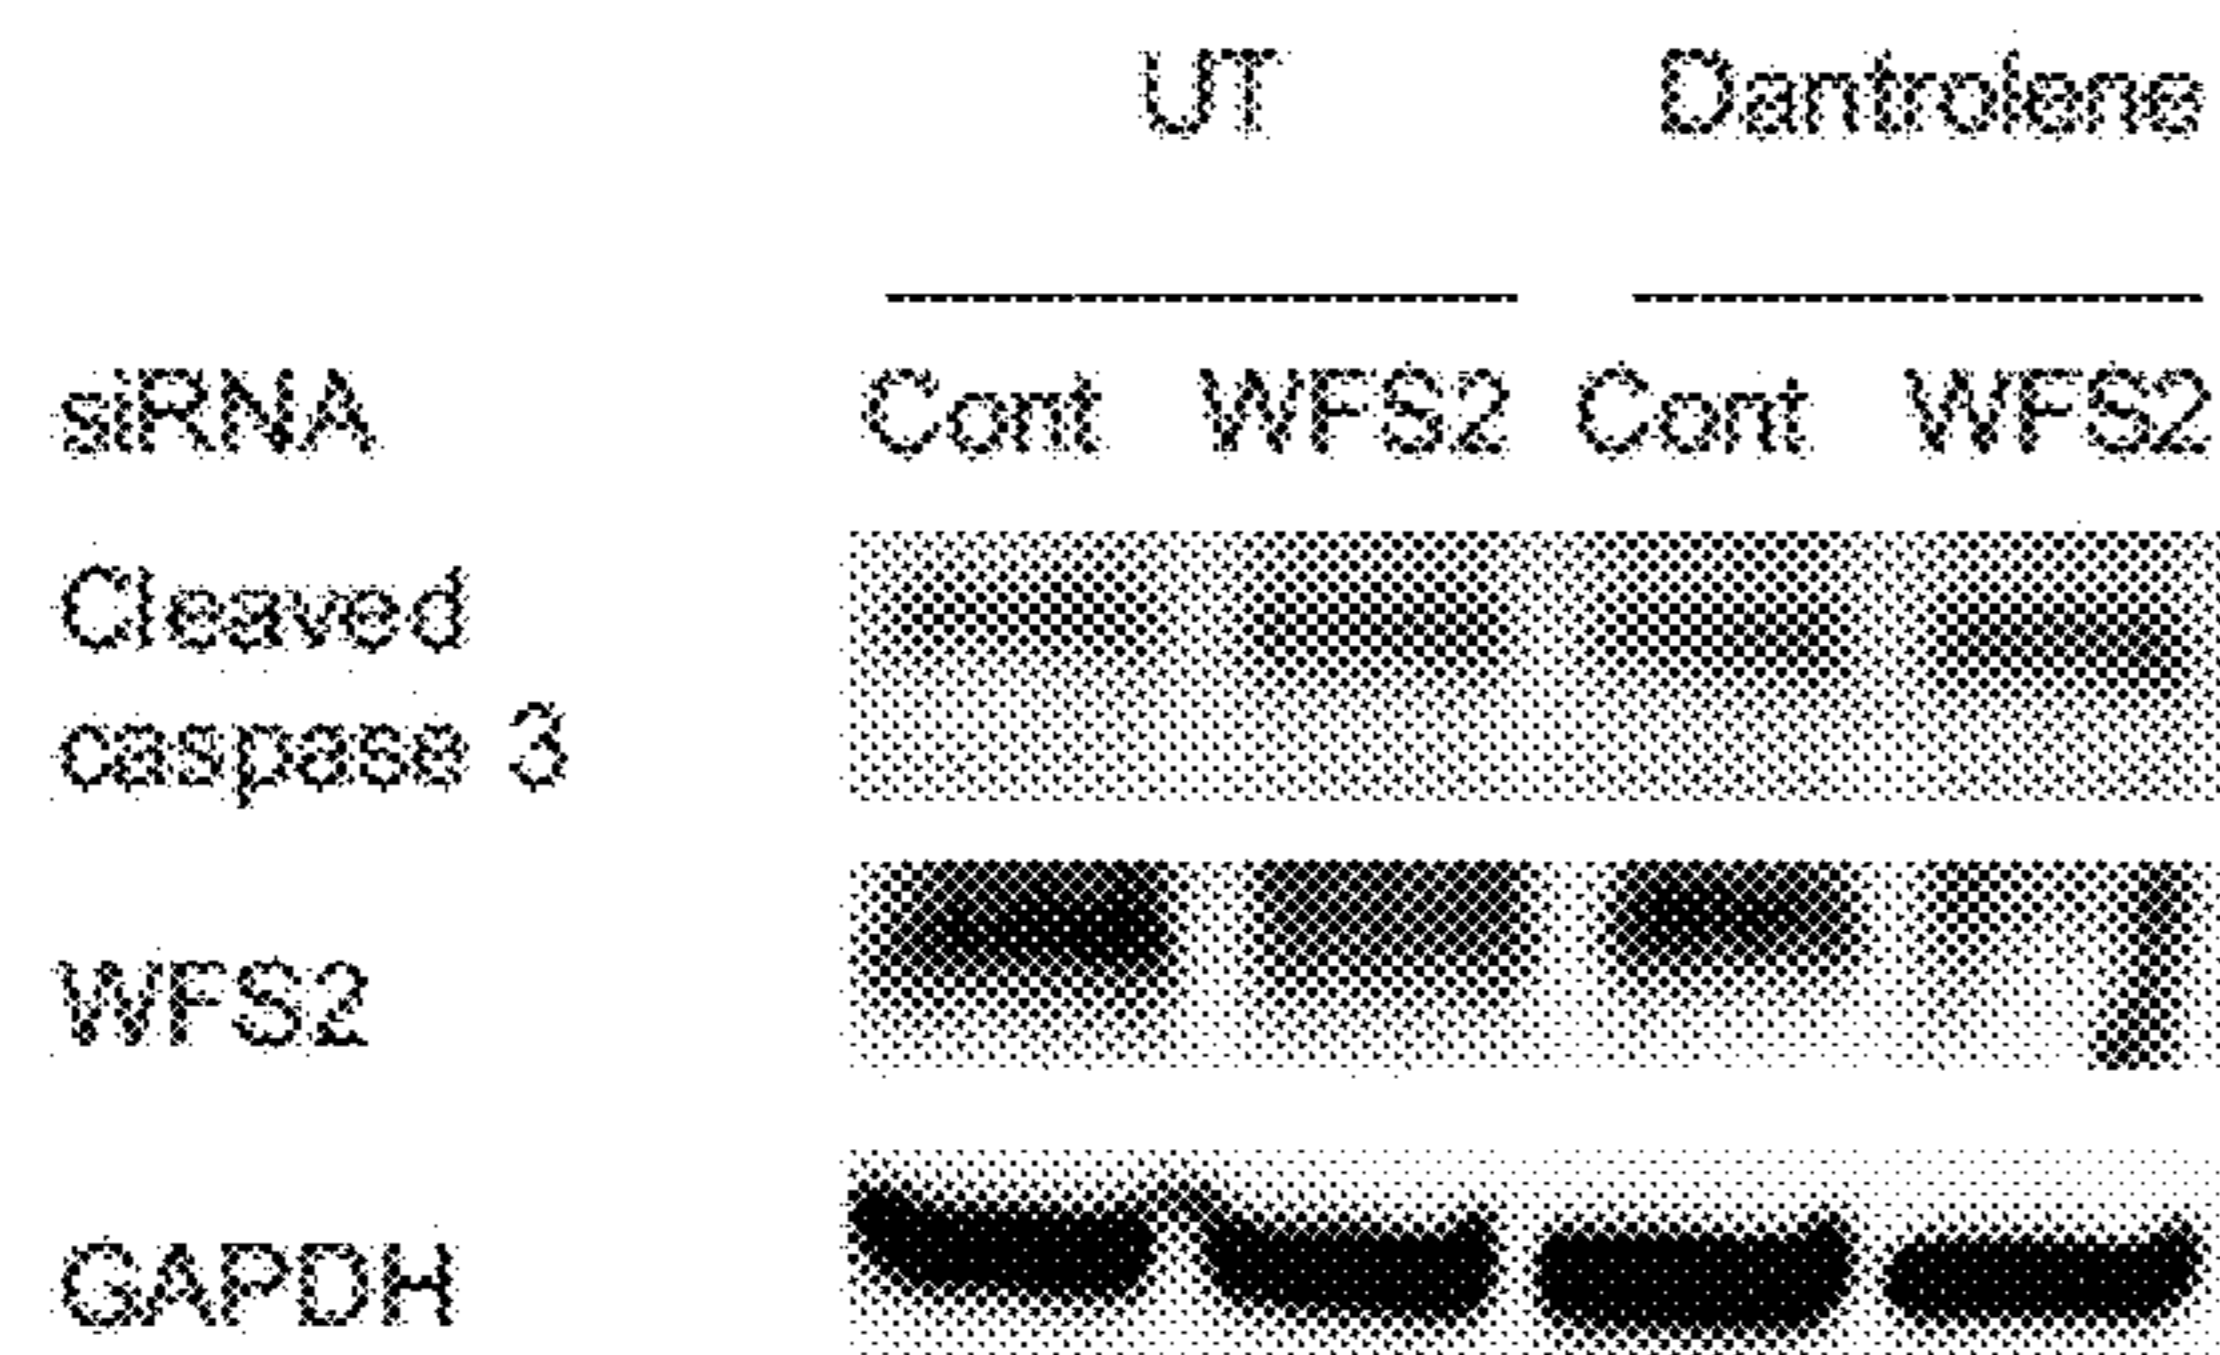 UT Dantrolene
siRNA Cont WFS2 Cont WFS2
Cleaved
caspase 3
WFS2
GAPDH